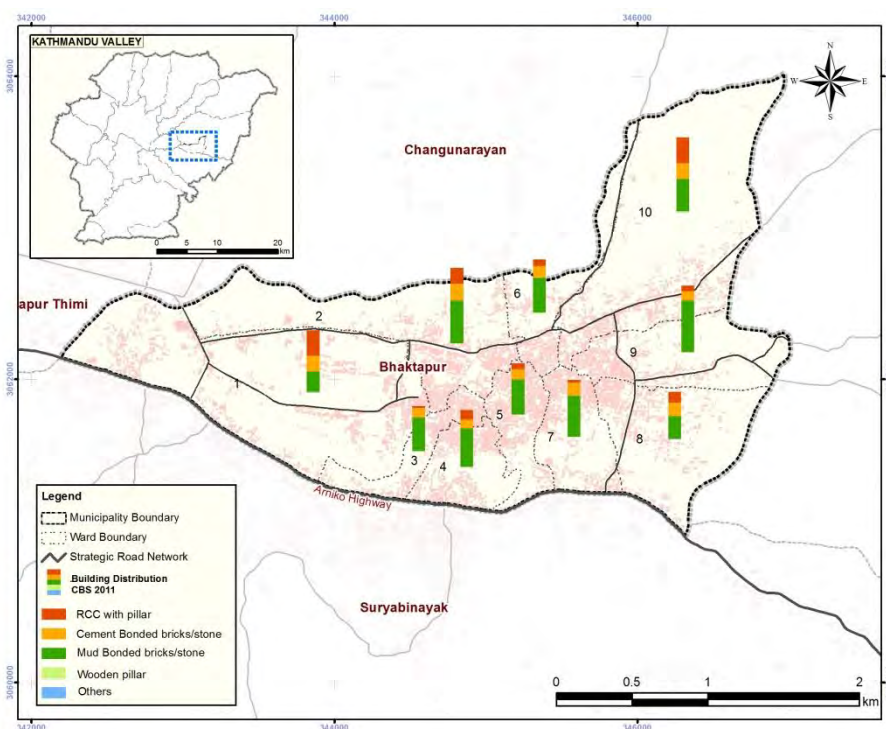 342000
344000
346000
3064000
KATHMANDU VALLEY
0 5 10 20
km
N
W E
S
Changunarayan
10
6
apur Thimi
2
Bhaktapur
9
3062000
1
5
7
8
3
4
Arniko Highway
Legend
Municipality Boundary
Ward Boundary
Strategic Road Network
Building Distribution
CBS 2011
RCC with pillar
Cement Bonded bricks/stone
Mud Bonded bricks/stone
Wooden pillar
Others
Suryabinayak
3060000
0 0.5 1 2
km
342000
344000
346000